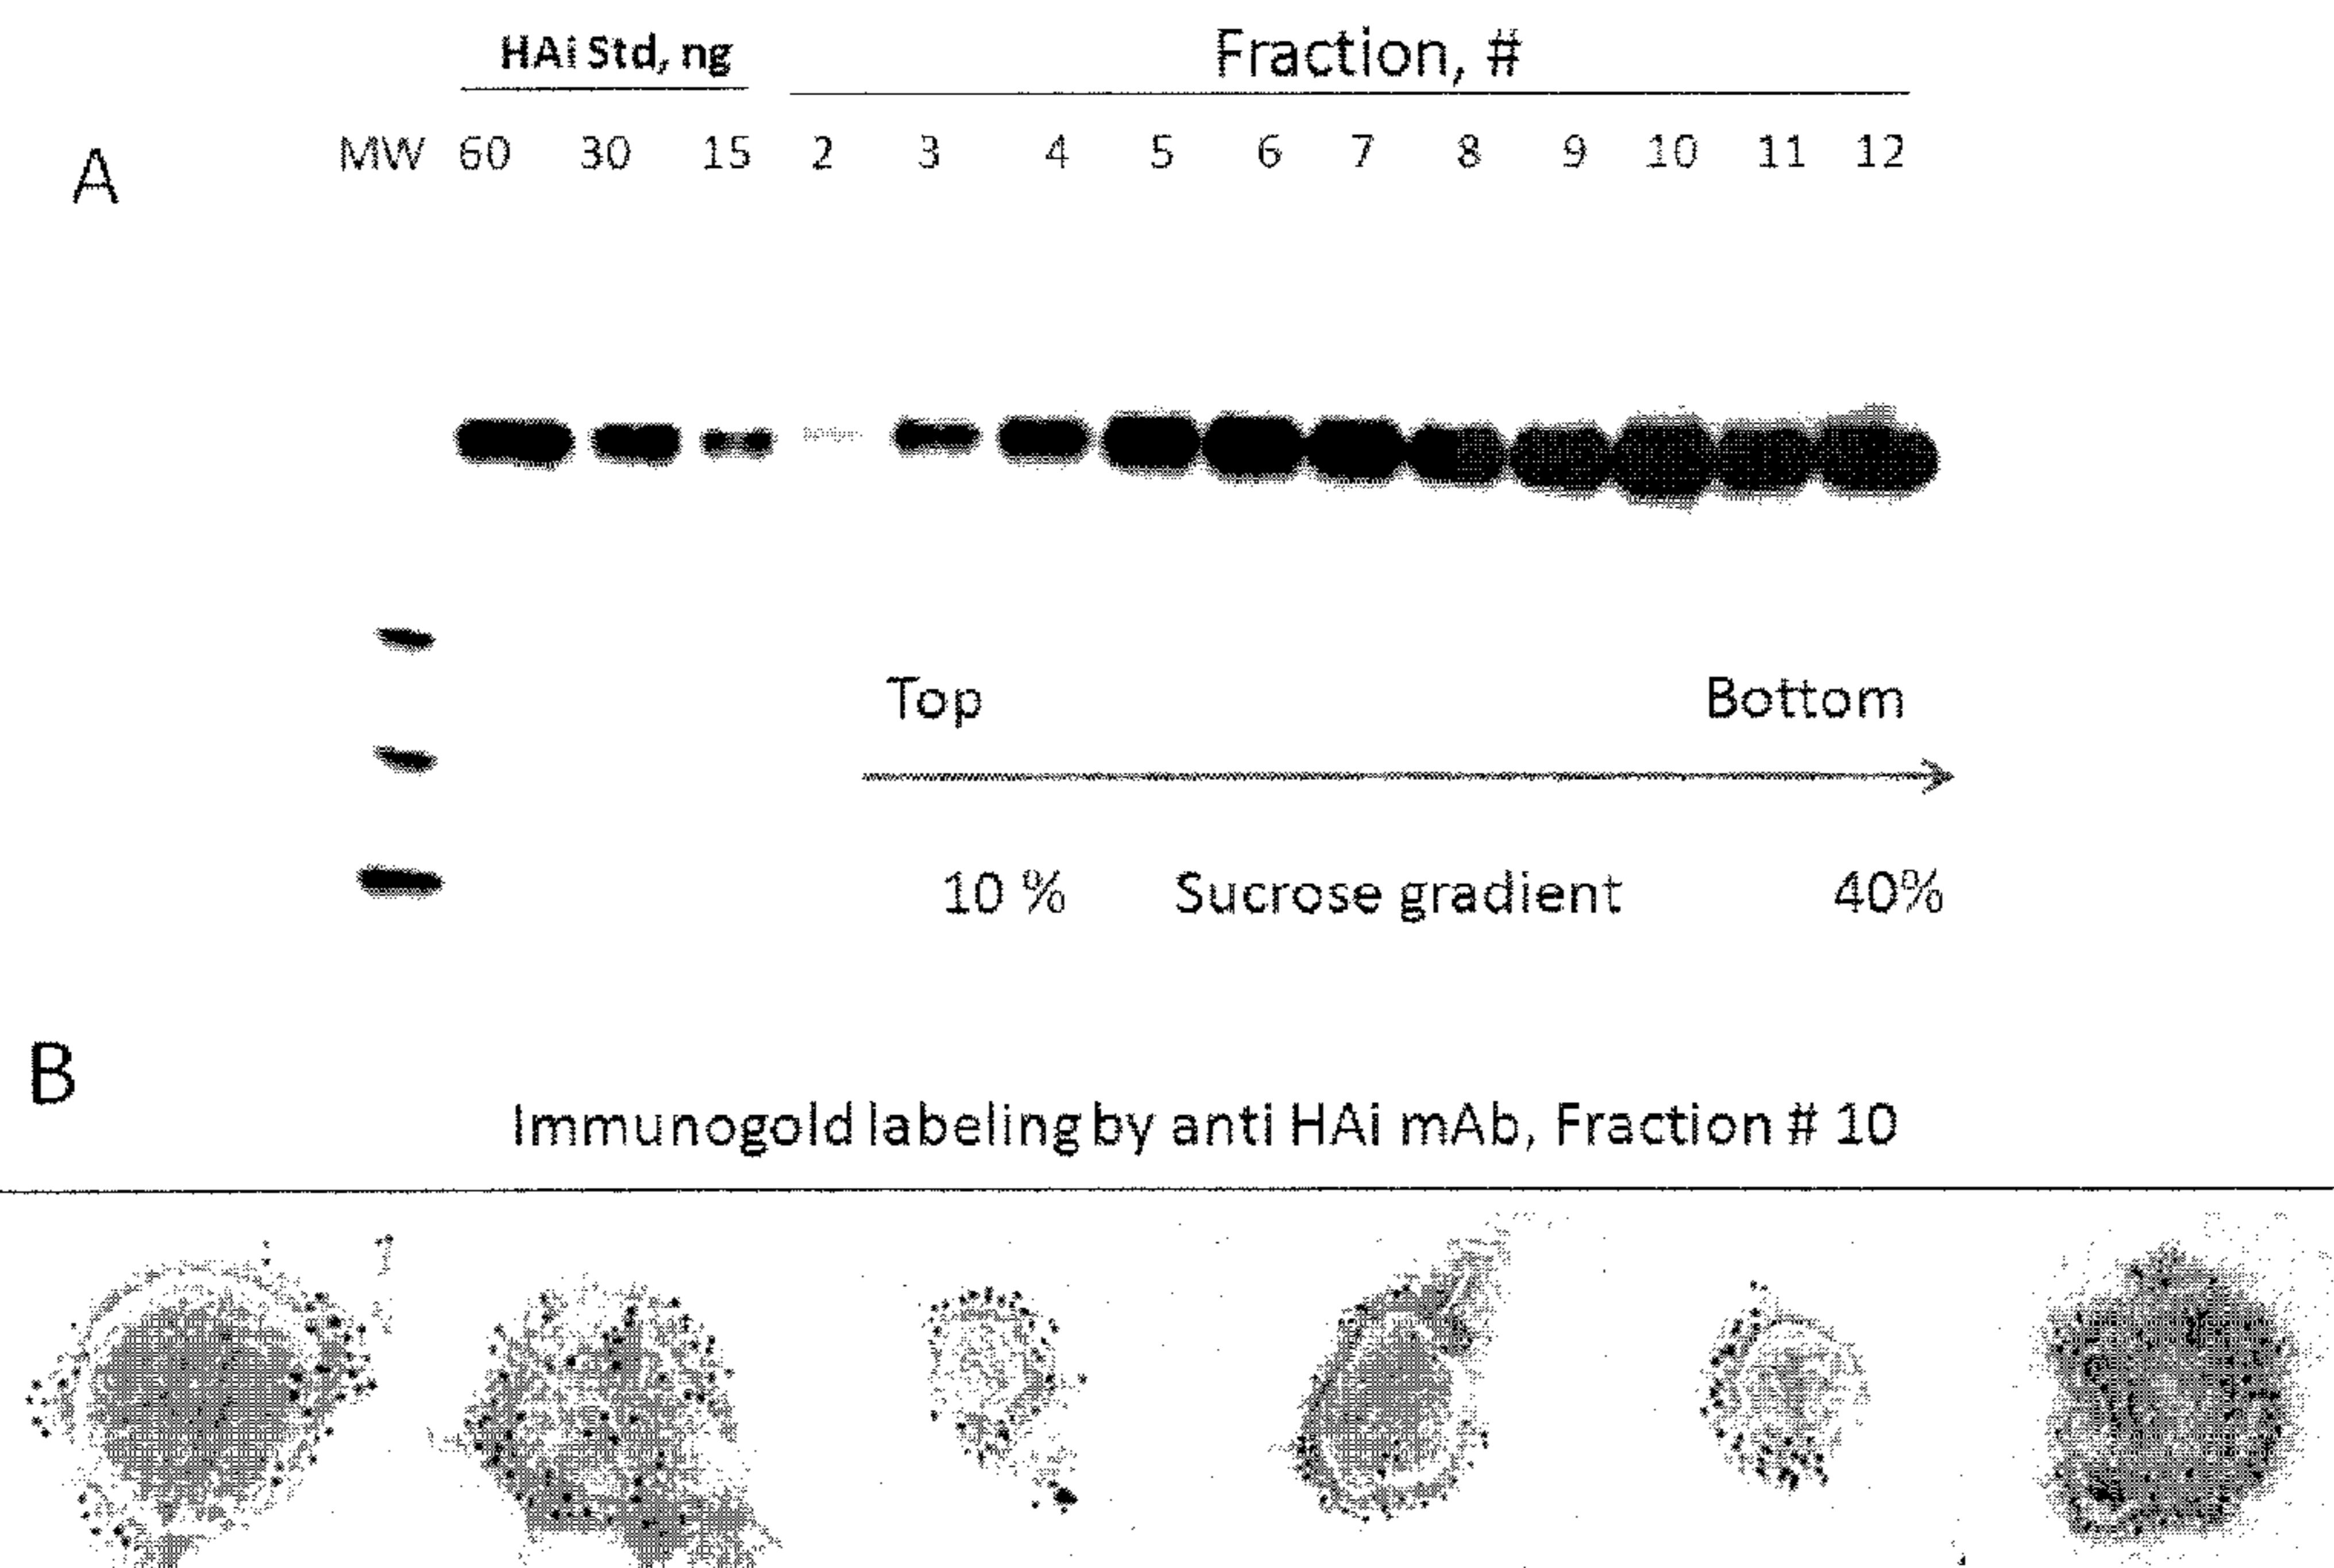 HAi Std, ng Fraction, #
A MW 60 30 15 2 3 4 5 6 7 8 9 10 11 12
Top Bottom
10 % Sucrose gradient 40%
B
Immunogold labeling by anti HAi mAb, Fraction # 10